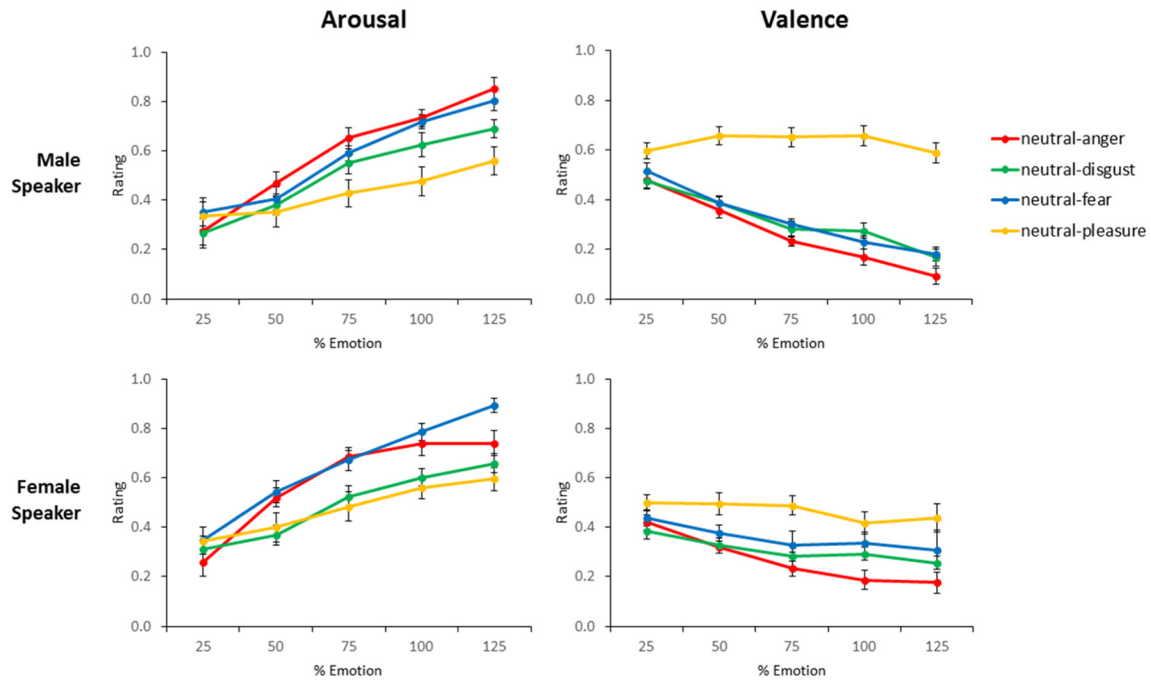 Arousal
Valence
Male
Speaker
Rating
1.0
0.8
0.6
0.4
0.2
0.0
25 50 75 100 125
% Emotion
Rating
1.0
0.8
0.6
0.4
0.2
0.0
25 50 75 100 125
% Emotion
neutral-anger
neutral-disgust
neutral-fear
neutral-pleasure
Female
Speaker
Rating
1.0
0.8
0.6
0.4
0.2
0.0
25 50 75 100 125
% Emotion
Rating
1.0
0.8
0.6
0.4
0.2
0.0
25 50 75 100 125
% Emotion